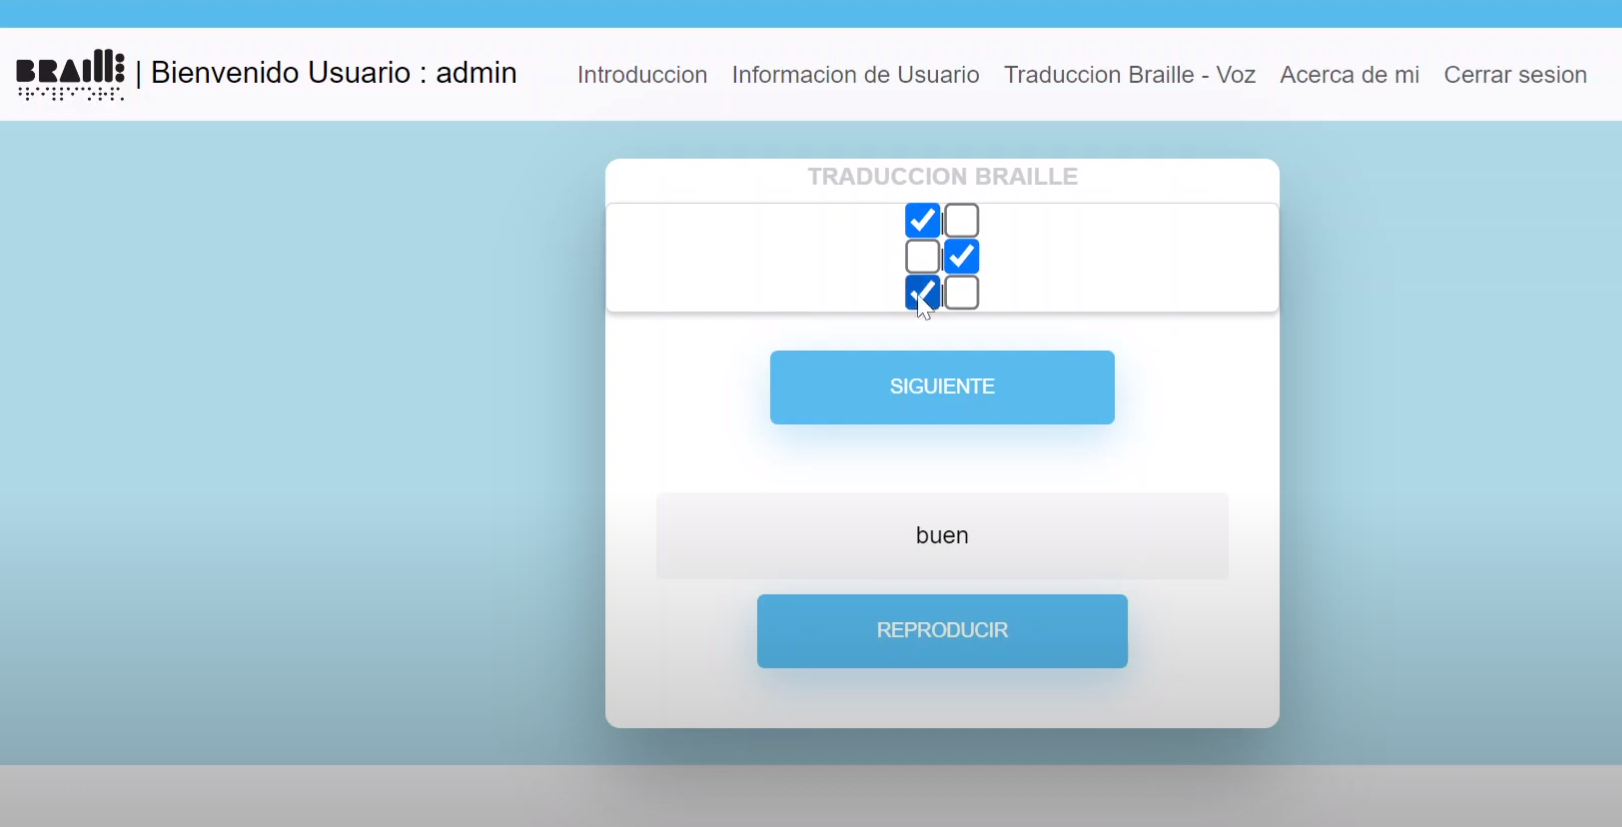 BRAILLE | Bienvenido Usuario : admin Introduccion Informacion de Usuario Traduccion Braille - Voz Acerca de mi Cerrar sesion
TRADUCCION BRAILLE
SIGUIENTE
buen
REPRODUCIR